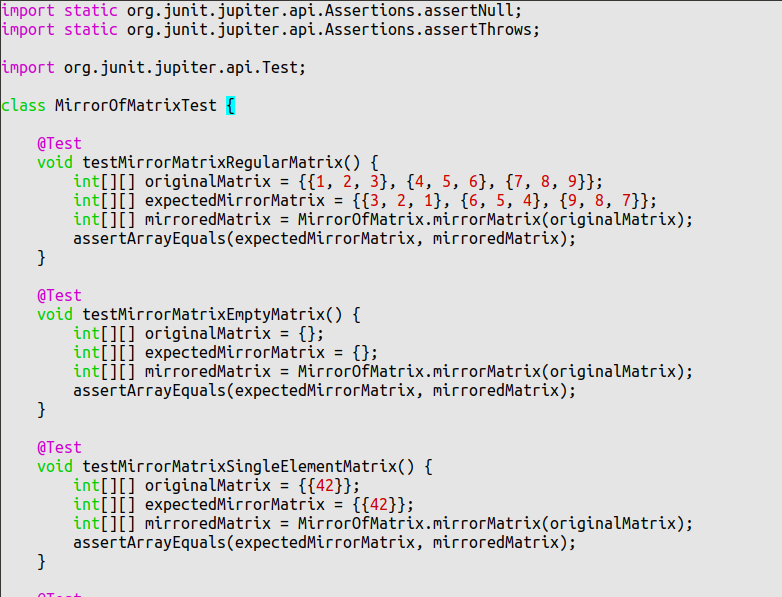 import static org.junit.jupiter.api.Assertions.assertNull;
import static org.junit.jupiter.api.Assertions.assertThrows;

import org.junit.jupiter.api.Test;

class MirrorOfMatrixTest {

    @Test
    void testMirrorMatrixRegularMatrix() {
        int[][] originalMatrix = {{1, 2, 3}, {4, 5, 6}, {7, 8, 9}};
        int[][] expectedMirrorMatrix = {{3, 2, 1}, {6, 5, 4}, {9, 8, 7}};
        int[][] mirroredMatrix = MirrorOfMatrix.mirrorMatrix(originalMatrix);
        assertArrayEquals(expectedMirrorMatrix, mirroredMatrix);
    }

    @Test
    void testMirrorMatrixEmptyMatrix() {
        int[][] originalMatrix = {};
        int[][] expectedMirrorMatrix = {};
        int[][] mirroredMatrix = MirrorOfMatrix.mirrorMatrix(originalMatrix);
        assertArrayEquals(expectedMirrorMatrix, mirroredMatrix);
    }

    @Test
    void testMirrorMatrixSingleElementMatrix() {
        int[][] originalMatrix = {{42}};
        int[][] expectedMirrorMatrix = {{42}};
        int[][] mirroredMatrix = MirrorOfMatrix.mirrorMatrix(originalMatrix);
        assertArrayEquals(expectedMirrorMatrix, mirroredMatrix);
    }

    @Test